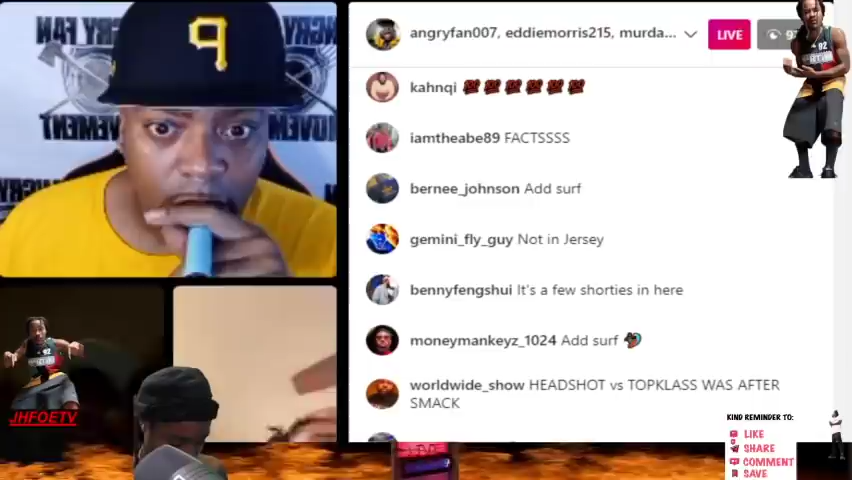 angryfan007, eddiemorris215, murda...
LIVE
kahnqi 💯 💯 💯 💯 💯 💯
iamtheabe89 FACTSSSS
bernee_johnson Add surf
gemini_fly_guy Not in Jersey
bennyfengshui It's a few shorties in here
moneymankeyz_1024 Add surf
worldwide_show HEADSHOT vs TOPKLASS WAS AFTER
SMACK
JHFOETV
KIND REMINDER TO:
LIKE
SHARE
COMMENT
SAVE